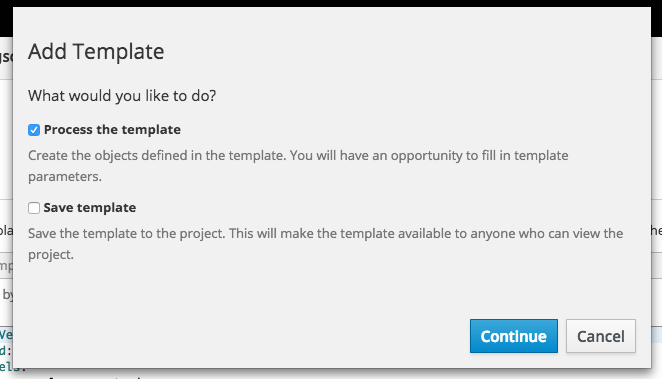 Add Template
What would you like to do?
Process the template
Create the objects defined in the template. You will have an opportunity to fill in template
parameters.
Save template
Save the template to the project. This will make the template available to anyone who can view the
project.
by
Continue
Cancel